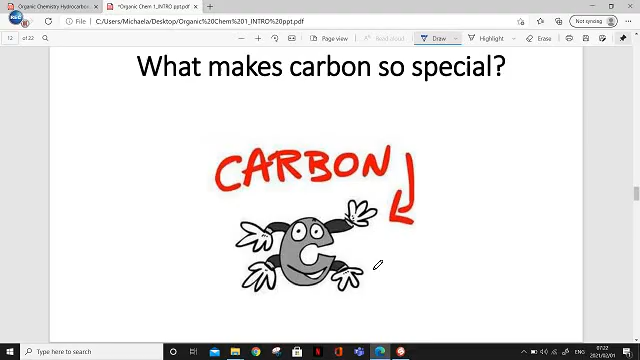 Organic Chemistry Hydrocarbo
*Organic Chem 1_INTRO ppt.pdf
REC
File
C:/Users/Michaela/Desktop/Organic%20Chem%201_INTRO%20ppt.pdf
Not syncing
12 of 22
Page view
Read aloud
Draw
Highlight
Erase
What makes carbon so special?
CARBON
C
Type here to search
07:22
ENG
2021/02/01